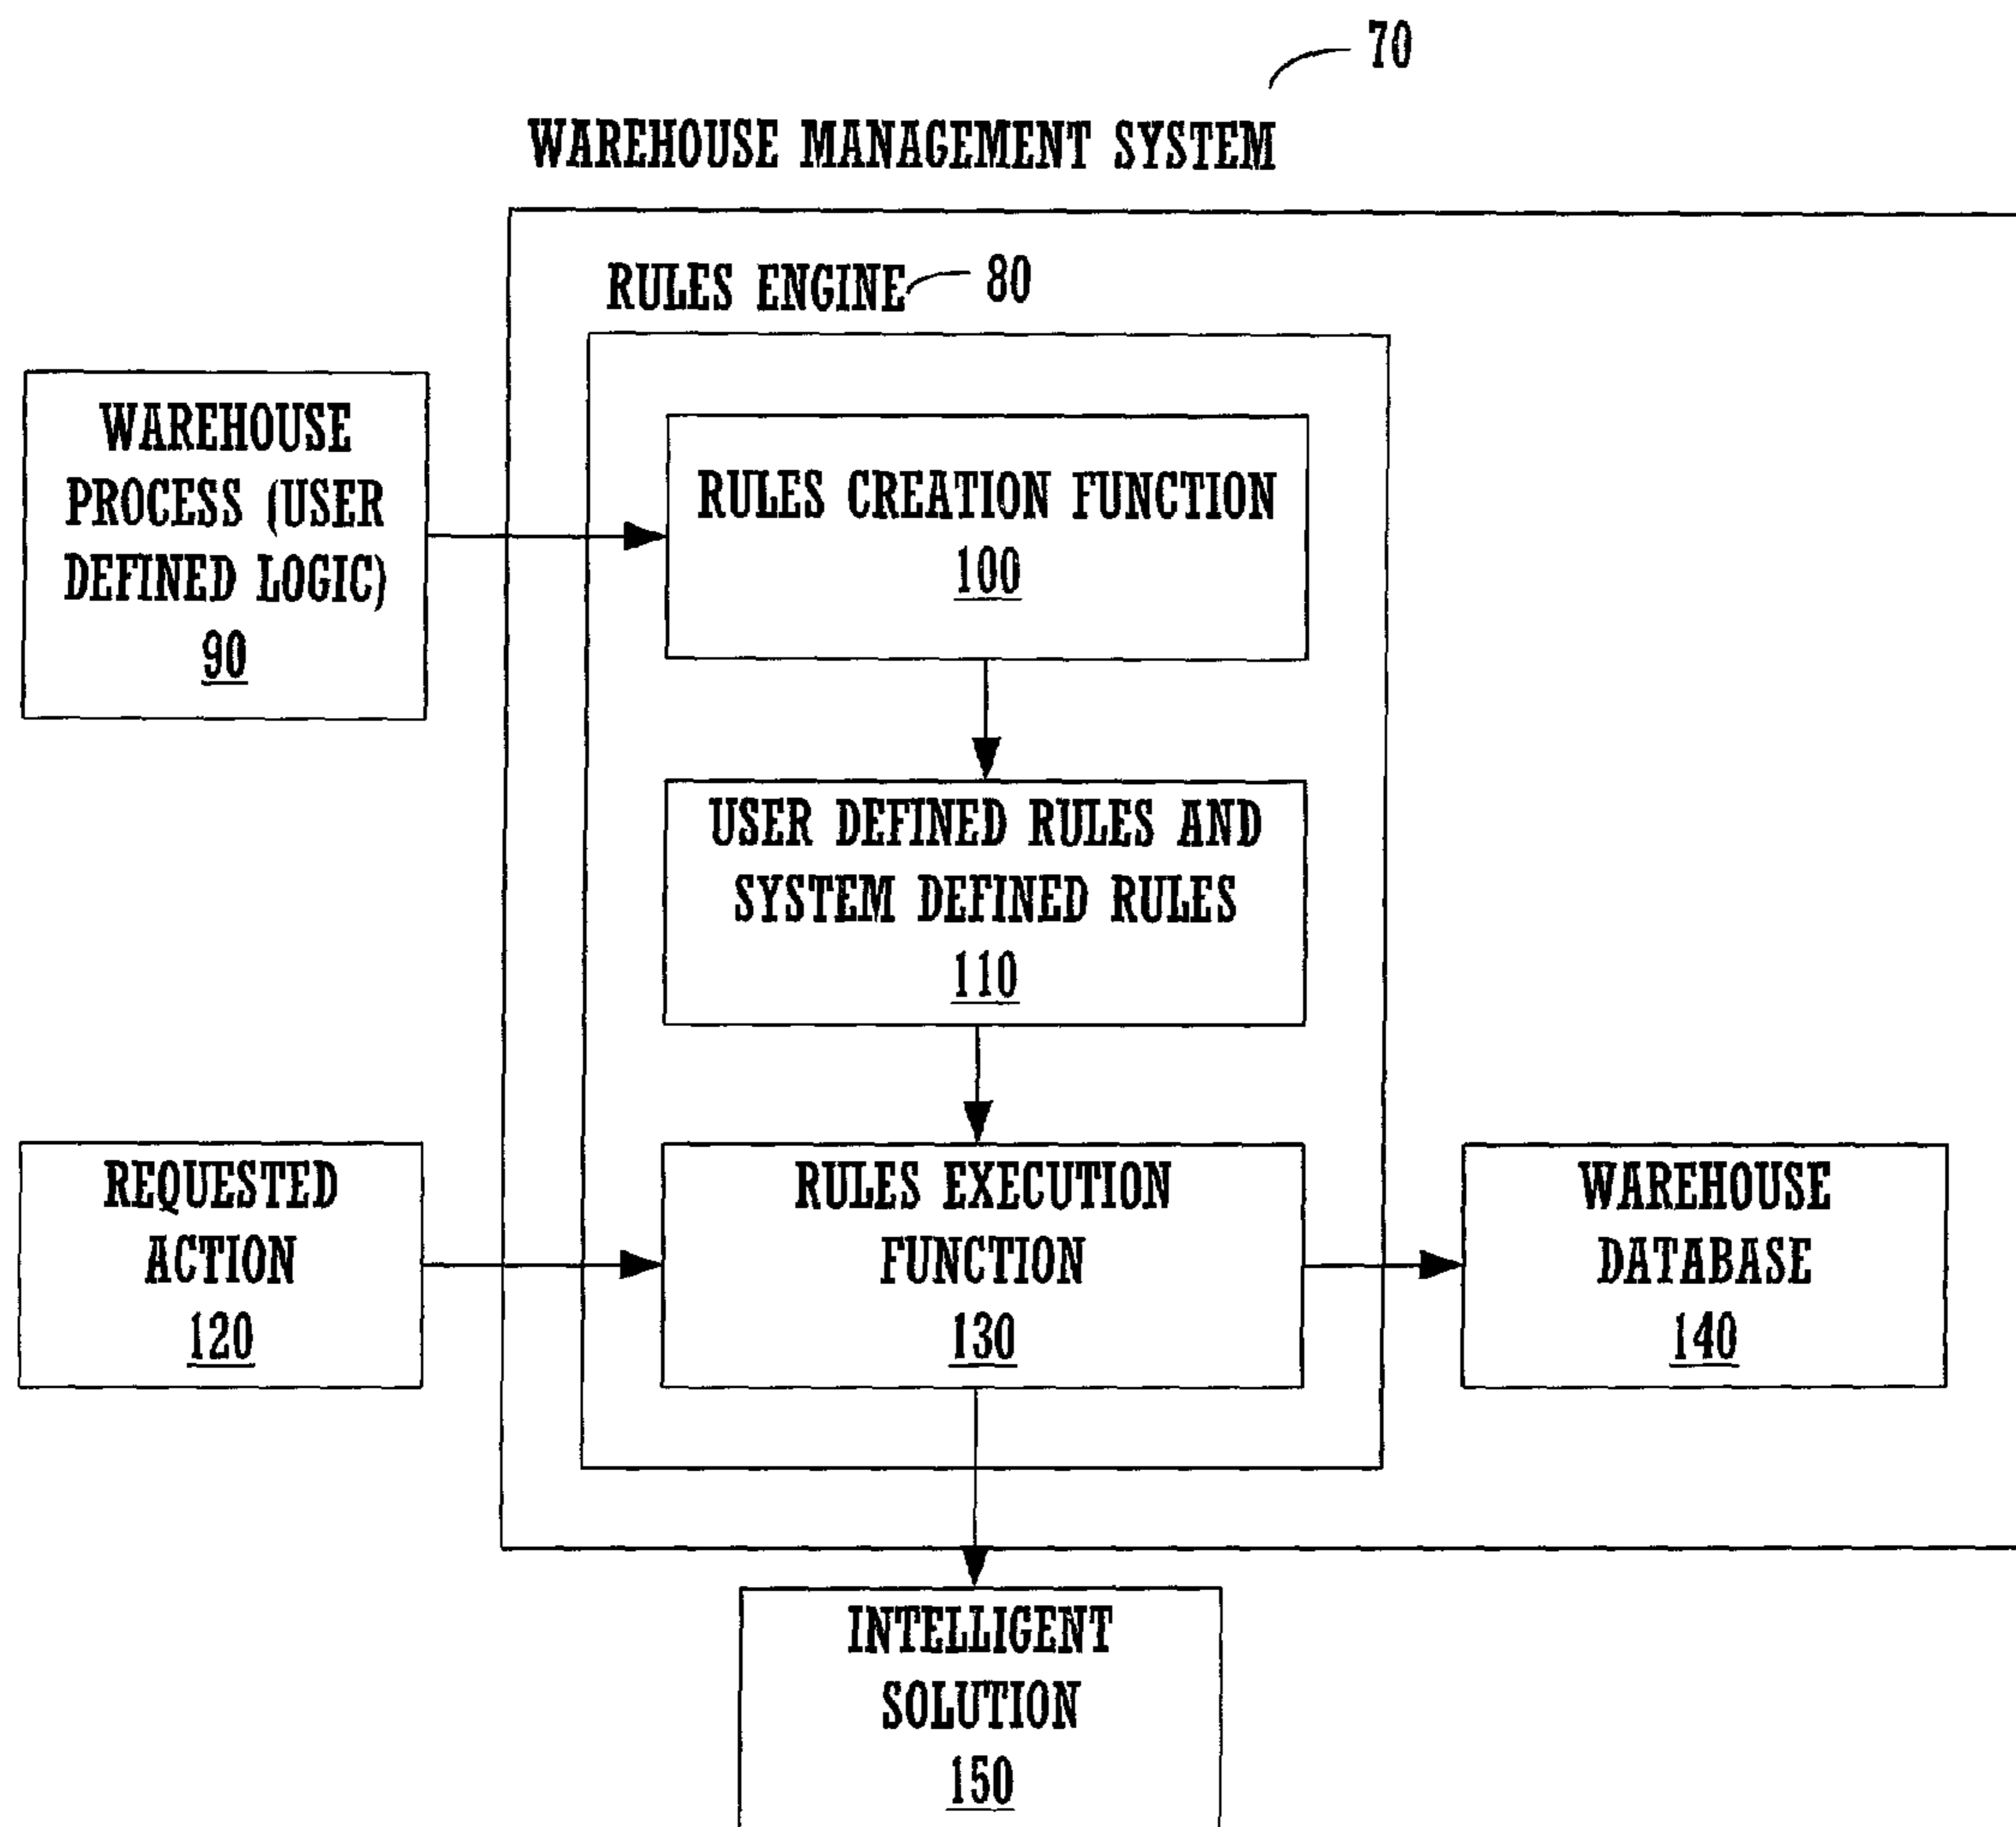 70
WAREHOUSE MANAGEMENT SYSTEM
RULES ENGINE 80
WAREHOUSE
PROCESS (USER
DEFINED LOGIC)
90
RULES CREATION FUNCTION
100
USER DEFINED RULES AND
SYSTEM DEFINED RULES
110
REQUESTED
ACTION
120
RULES EXECUTION
FUNCTION
130
WAREHOUSE
DATABASE
140
INTELLIGENT
SOLUTION
150